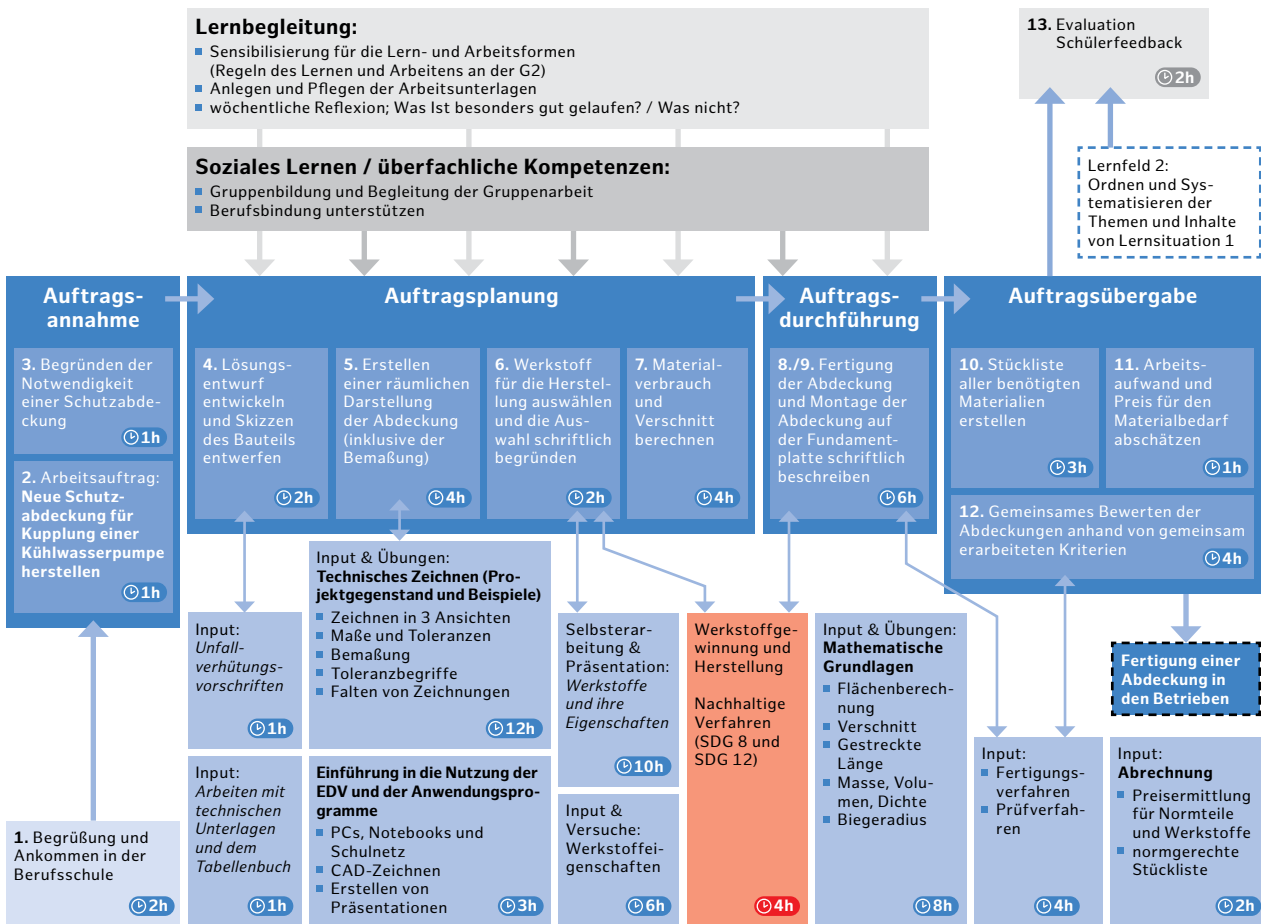 Lernbegleitung:
Sensibilisierung für die Lern- und Arbeitsformen
(Regeln des Lernen und Arbeitens an der G2)
Anlegen und Pflegen der Arbeitsunterlagen
wöchentliche Reflexion; Was Ist besonders gut gelaufen? / Was nicht?
13. Evaluation
Schülerfeedback
2h
Soziales Lernen / überfachliche Kompetenzen:
Gruppenbildung und Begleitung der Gruppenarbeit
Berufsbindung unterstützen
Lernfeld 2:
Ordnen und Sys-
tematisieren der
Themen und Inhalte
von Lernsituation 1
Auftrags-
annahme
3. Begründen der
Notwendigkeit
einer Schutzabde-
ckung
1h
2. Arbeitsauftrag:
Neue Schutz-
abdeckung für
Kupplung einer
Kühlwasserpumpe
herstellen
1h
1. Begrüßung und
Ankommen in der
Berufsschule
2h
Auftragsplanung
4. Lösungs-
entwurf
entwickeln
und Skizzen
des Bauteils
entwerfen
2h
5. Erstellen
einer räumlichen
Darstellung
der Abdeckung
(inklusive der
Bemaßung)
4h
6. Werkstoff
für die Herstel-
lung auswählen
und die Aus-
wahl schriftlich
begründen
2h
7. Material-
verbrauch
und
Verschnitt
berechnen
4h
Auftrags-
durchführung
8./9. Fertigung
der Abdeckung
und Montage der
Abdeckung auf
der Fundament-
platte schriftlich
beschreiben
6h
Auftragsübergabe
10. Stückliste
aller benötigten
Materialien
erstellen
3h
11. Arbeits-
aufwand und
Preis für den
Materialbedarf
abschätzen
1h
12. Gemeinsames Bewerten der
Abdeckungen anhand von gemeinsam
erarbeiteten Kriterien
4h
Input:
Unfall-
verhütungs-
vorschriften
1h
Input:
Arbeiten mit
technischen
Unterlagen
und dem
Tabellenbuch
1h
Input & Übungen:
Technisches Zeichnen (Pro-
jektgegenstand und Beispiele)
Zeichnen in 3 Ansichten
Maße und Toleranzen
Bemaßung
Toleranzbegriffe
Falten von Zeichnungen
12h
Einführung in die Nutzung der
EDV und der Anwendungspro-
gramme
PCs, Notebooks und
Schulnetz
CAD-Zeichnen
Erstellen von
Präsentationen
3h
Selbsterar-
beitung &
Präsentation:
Werkstoffe
und ihre
Eigenschaften
10h
Input &
Versuche:
Werkstoffei-
genschaften
6h
Werkstoffge-
winnung und
Herstellung
Nachhaltige
Verfahren
(SDG 8 und
SDG 12)
4h
Input & Übungen:
Mathematische
Grundlagen
Flächenberech-
nung
Verschnitt
Gestreckte
Länge
Masse, Volu-
men, Dichte
Biegeradius
8h
Input:
Fertigungs-
verfahren
Prüfverfah-
ren
4h
Fertigung einer
Abdeckung in
den Betrieben
Input:
Abrechnung
Preisermittlung
für Normteile
und Werkstoffe
normgerechte
Stückliste
2h